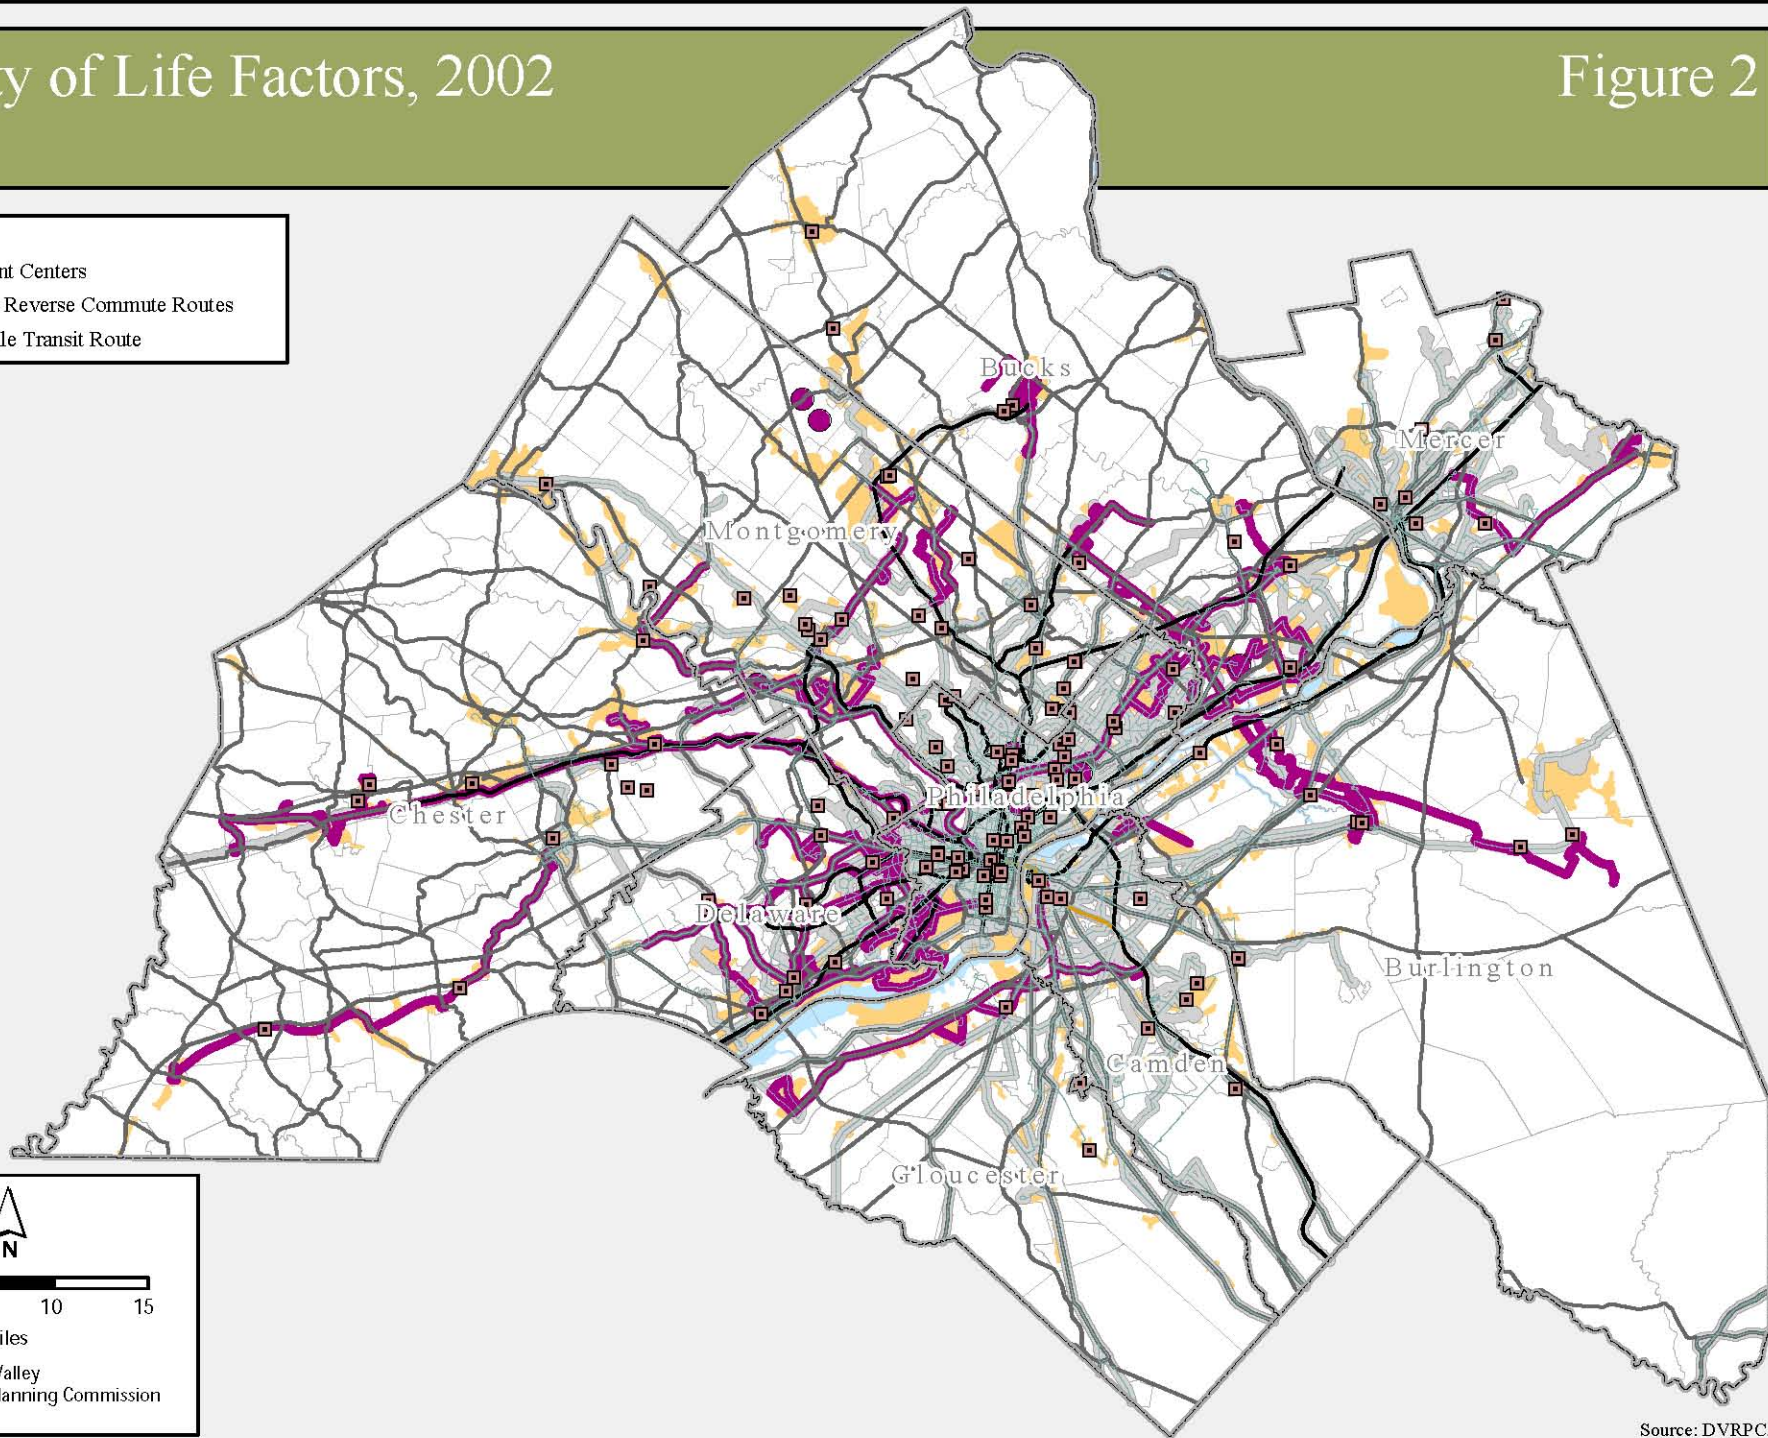 ty of Life Factors, 2002
Figure 2
nt Centers
Reverse Commute Routes
le Transit Route
Bucks
Mercer
Montgomery
Chester
Philadelphia
Delaware
Burlington
Camden
Gloucester
N
10 15
iles
Valley
lanning Commission
Source: DVRPC